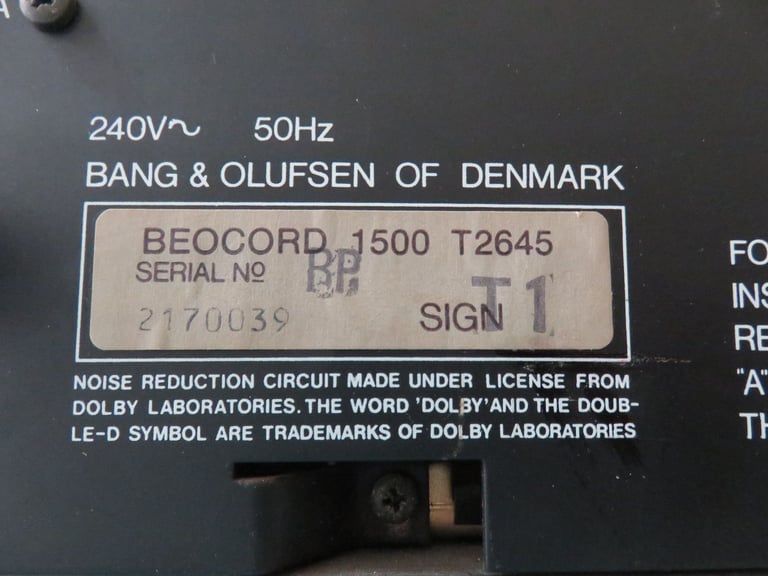 A
240V~ 50Hz
BANG & OLUFSEN OF DENMARK
BEOCORD 1500 T2645
SERIAL No BP
2170039 SIGN T1
NOISE REDUCTION CIRCUIT MADE UNDER LICENSE FROM
DOLBY LABORATORIES. THE WORD 'DOLBY' AND THE DOUB-
LE-D SYMBOL ARE TRADEMARKS OF DOLBY LABORATORIES
FO
INS
RE
"A"
TH